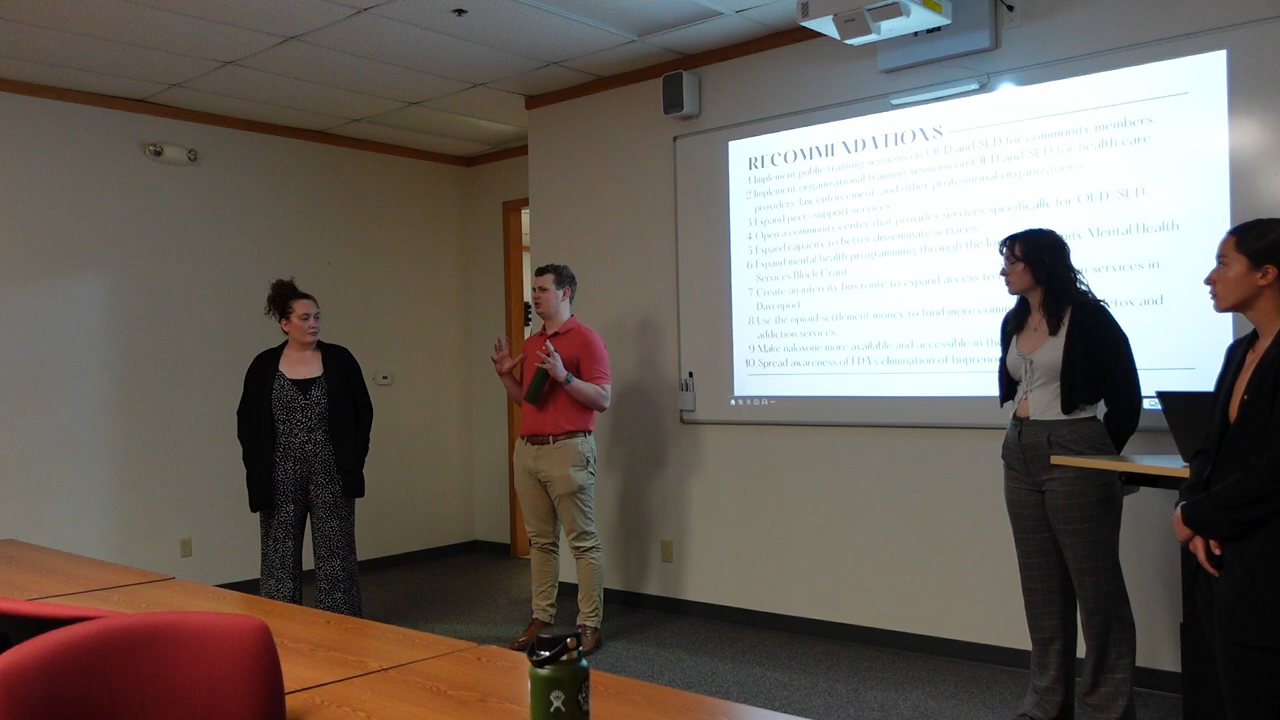 RECOMMENDATIONS
1. Implement public training sessions on OUD and SUD for community members.
2. Implement organizational training sessions on OUD and SUD for health care
providers, law enforcement, and other professional organizations.
3. Expand peer-support services.
4. Open a community center that provides services specifically for OUD/SUD.
5. Expand capacity to better disseminate services.
6. Expand mental health programming through the Mental Health
Services Block Grant.
7. Create an intercity bus route to expand access to services in
Davenport.
8. Use the opioid settlement money to fund more detox and
addiction services.
9. Make naloxone more available and accessible in the
10. Spread awareness of FDA's elimination of